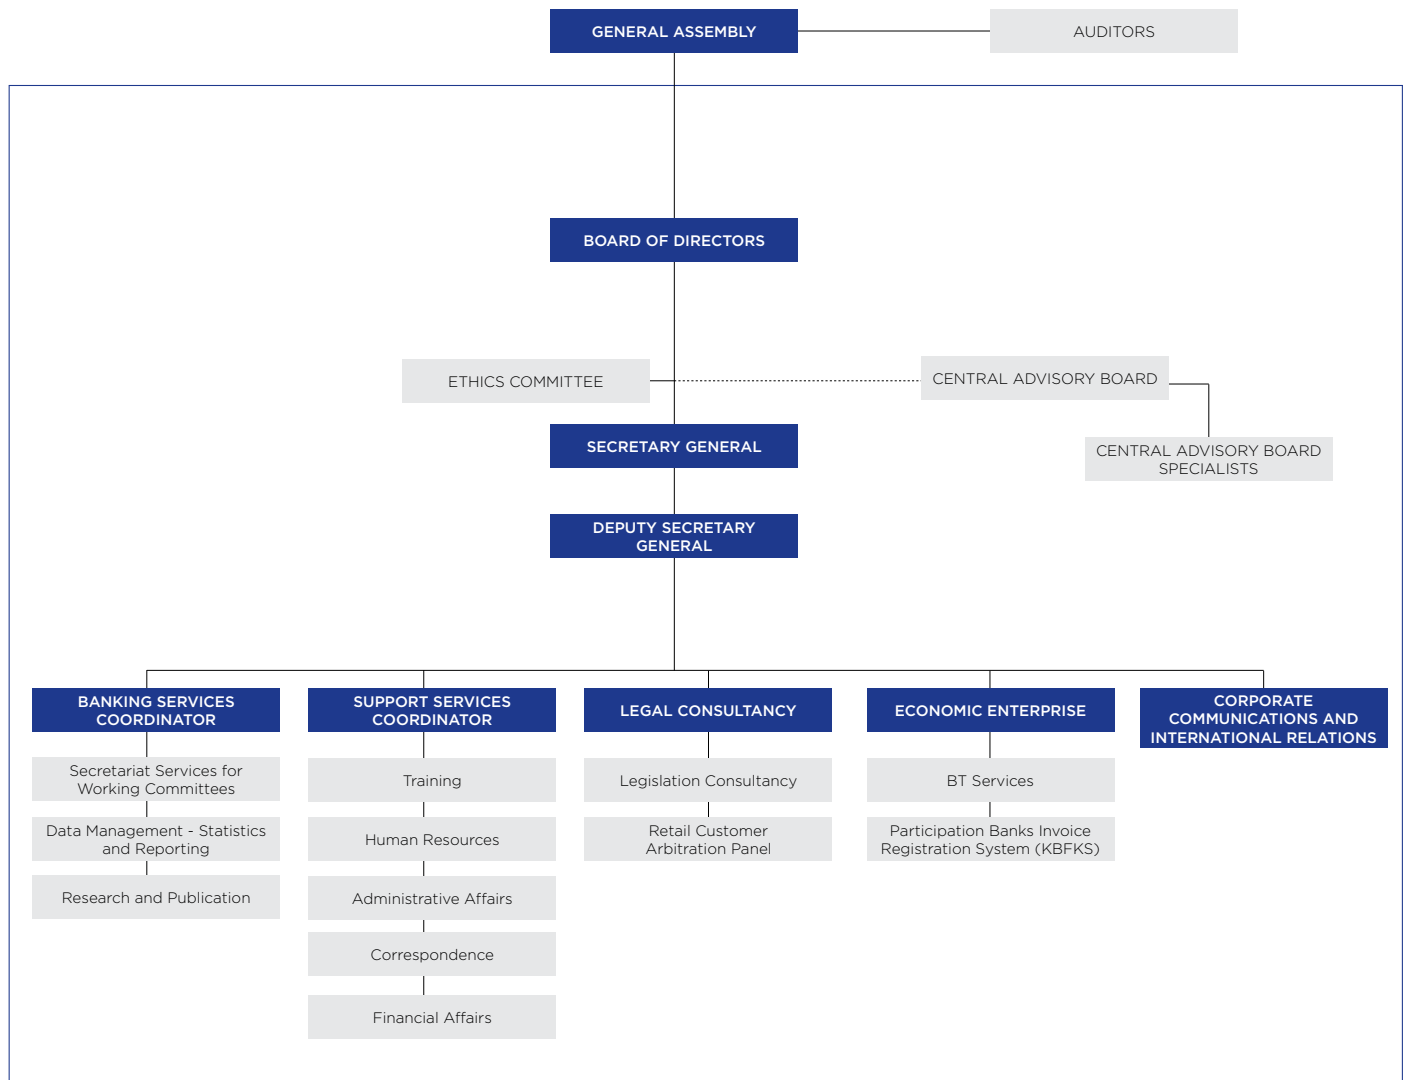 GENERAL ASSEMBLY
AUDITORS
BOARD OF DIRECTORS
ETHICS COMMITTEE
CENTRAL ADVISORY BOARD
SECRETARY GENERAL
CENTRAL ADVISORY BOARD
SPECIALISTS
DEPUTY SECRETARY
GENERAL
BANKING SERVICES
COORDINATOR
Secretariat Services for
Working Committees
Data Management - Statistics
and Reporting
Research and Publication
SUPPORT SERVICES
COORDINATOR
Training
Human Resources
Administrative Affairs
Correspondence
Financial Affairs
LEGAL CONSULTANCY
Legislation Consultancy
Retail Customer
Arbitration Panel
ECONOMIC ENTERPRISE
BT Services
Participation Banks Invoice
Registration System (KBFKS)
CORPORATE
COMMUNICATIONS AND
INTERNATIONAL RELATIONS